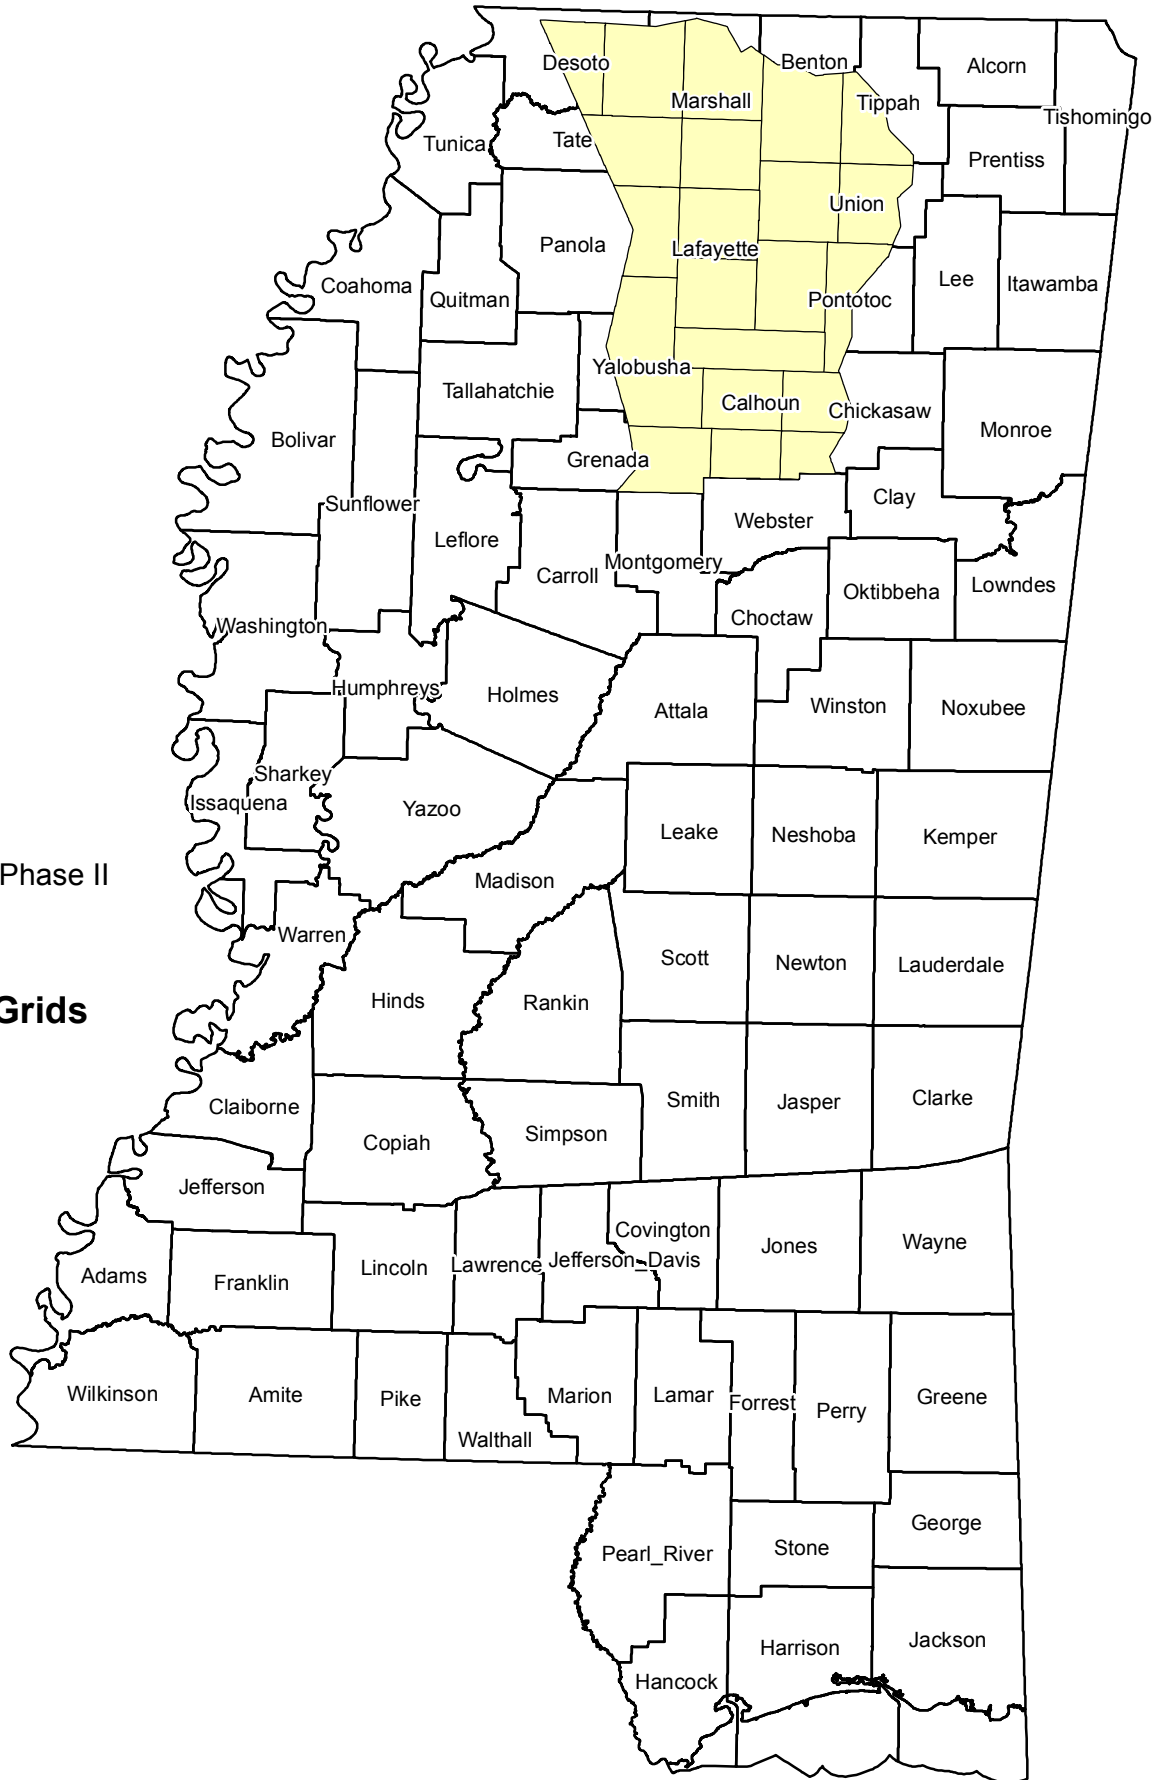 Desoto
Benton
Alcorn
Marshall
Tippah
Tishomingo
Tunica
Tate
Prentiss
Union
Panola
Lafayette
Coahoma
Quitman
Pontotoc
Lee
Itawamba
Yalobusha
Tallahatchie
Calhoun
Chickasaw
Monroe
Bolivar
Grenada
Sunflower
Clay
Leflore
Webster
Montgomery
Carroll
Oktibbeha
Lowndes
Choctaw
Washington
Humphreys
Holmes
Attala
Winston
Noxubee
Sharkey
Issaquena
Yazoo
Leake
Neshoba
Kemper
Phase II
Madison
Warren
Scott
Newton
Lauderdale
Grids
Hinds
Rankin
Claiborne
Smith
Jasper
Clarke
Copiah
Simpson
Jefferson
Covington
Jones
Wayne
Adams
Franklin
Lincoln
Lawrence
Jefferson_Davis
Wilkinson
Amite
Pike
Walthall
Marion
Lamar
Forrest
Perry
Greene
George
Pearl_River
Stone
Harrison
Jackson
Hancock